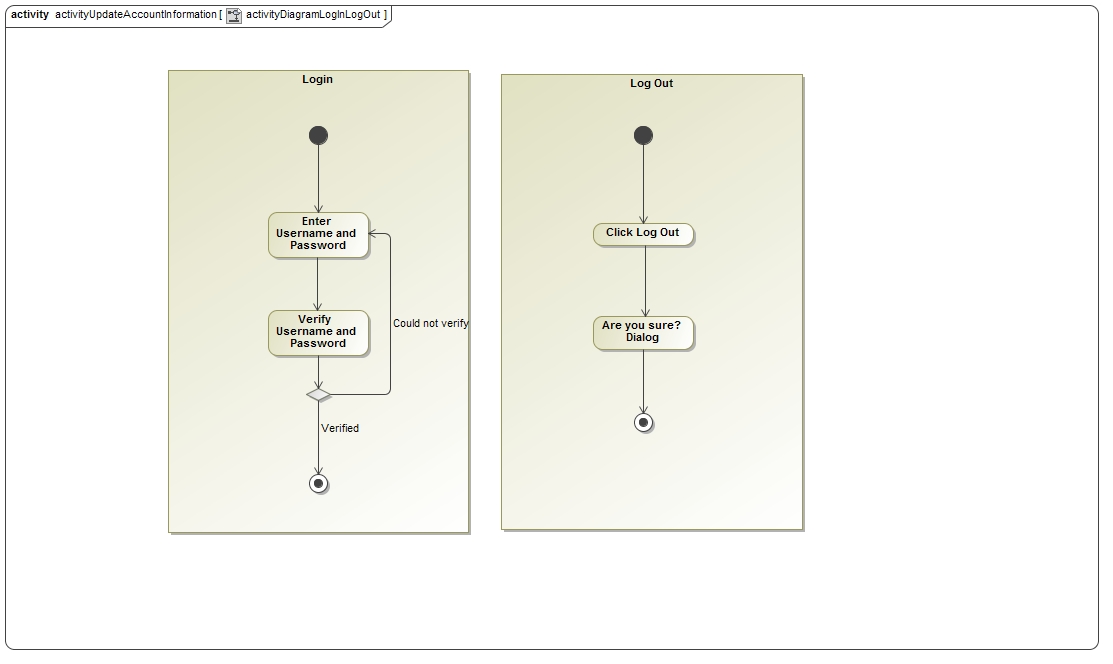 activity activityUpdateAccountInformation [ activityDiagramLogInLogOut ]
Login
Enter
Username and
Password
Verify
Username and
Password
Could not verify
Verified
Log Out
Click Log Out
Are you sure?
Dialog